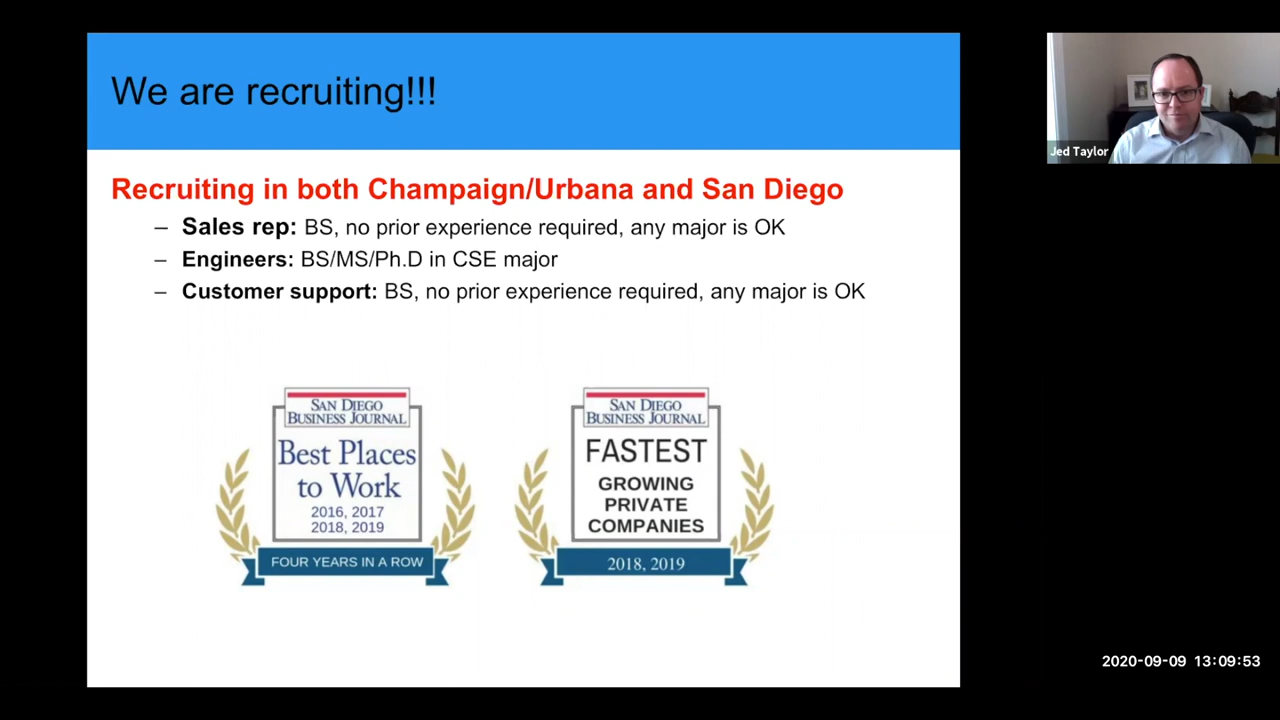 We are recruiting!!!
Recruiting in both Champaign/Urbana and San Diego
– Sales rep: BS, no prior experience required, any major is OK
– Engineers: BS/MS/Ph.D in CSE major
– Customer support: BS, no prior experience required, any major is OK
SAN DIEGO
BUSINESS JOURNAL
Best Places
to Work
2016, 2017
2018, 2019
FOUR YEARS IN A ROW
SAN DIEGO
BUSINESS JOURNAL
FASTEST
GROWING
PRIVATE
COMPANIES
2018, 2019
Jed Taylor
2020-09-09 13:09:53